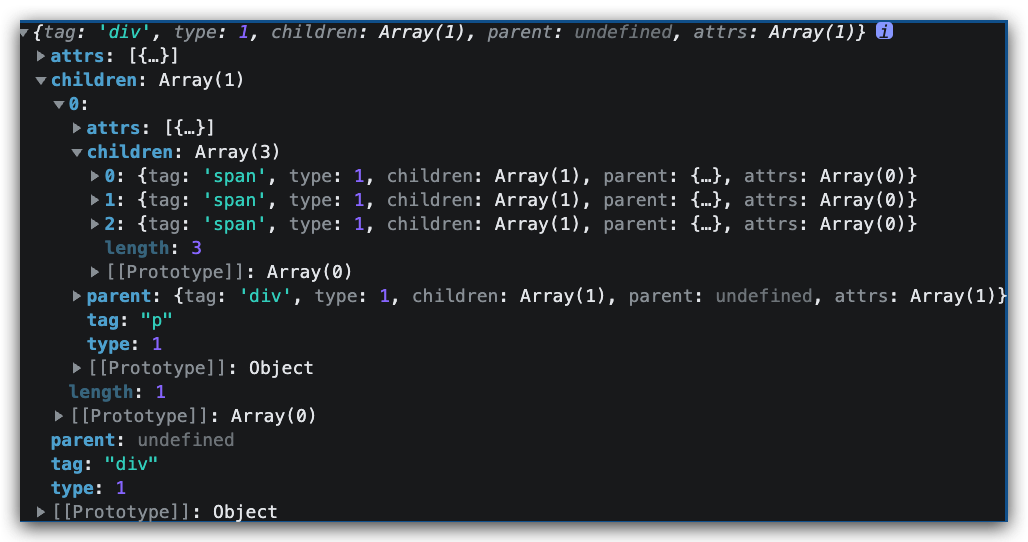 {tag: 'div', type: 1, children: Array(1), parent: undefined, attrs: Array(1)} i
attrs: [{…}]
children: Array(1)
0:
attrs: [{…}]
children: Array(3)
0: {tag: 'span', type: 1, children: Array(1), parent: {…}, attrs: Array(0)}
1: {tag: 'span', type: 1, children: Array(1), parent: {…}, attrs: Array(0)}
2: {tag: 'span', type: 1, children: Array(1), parent: {…}, attrs: Array(0)}
length: 3
[[Prototype]]: Array(0)
parent: {tag: 'div', type: 1, children: Array(1), parent: undefined, attrs: Array(1)}
tag: "p"
type: 1
[[Prototype]]: Object
length: 1
[[Prototype]]: Array(0)
parent: undefined
tag: "div"
type: 1
[[Prototype]]: Object